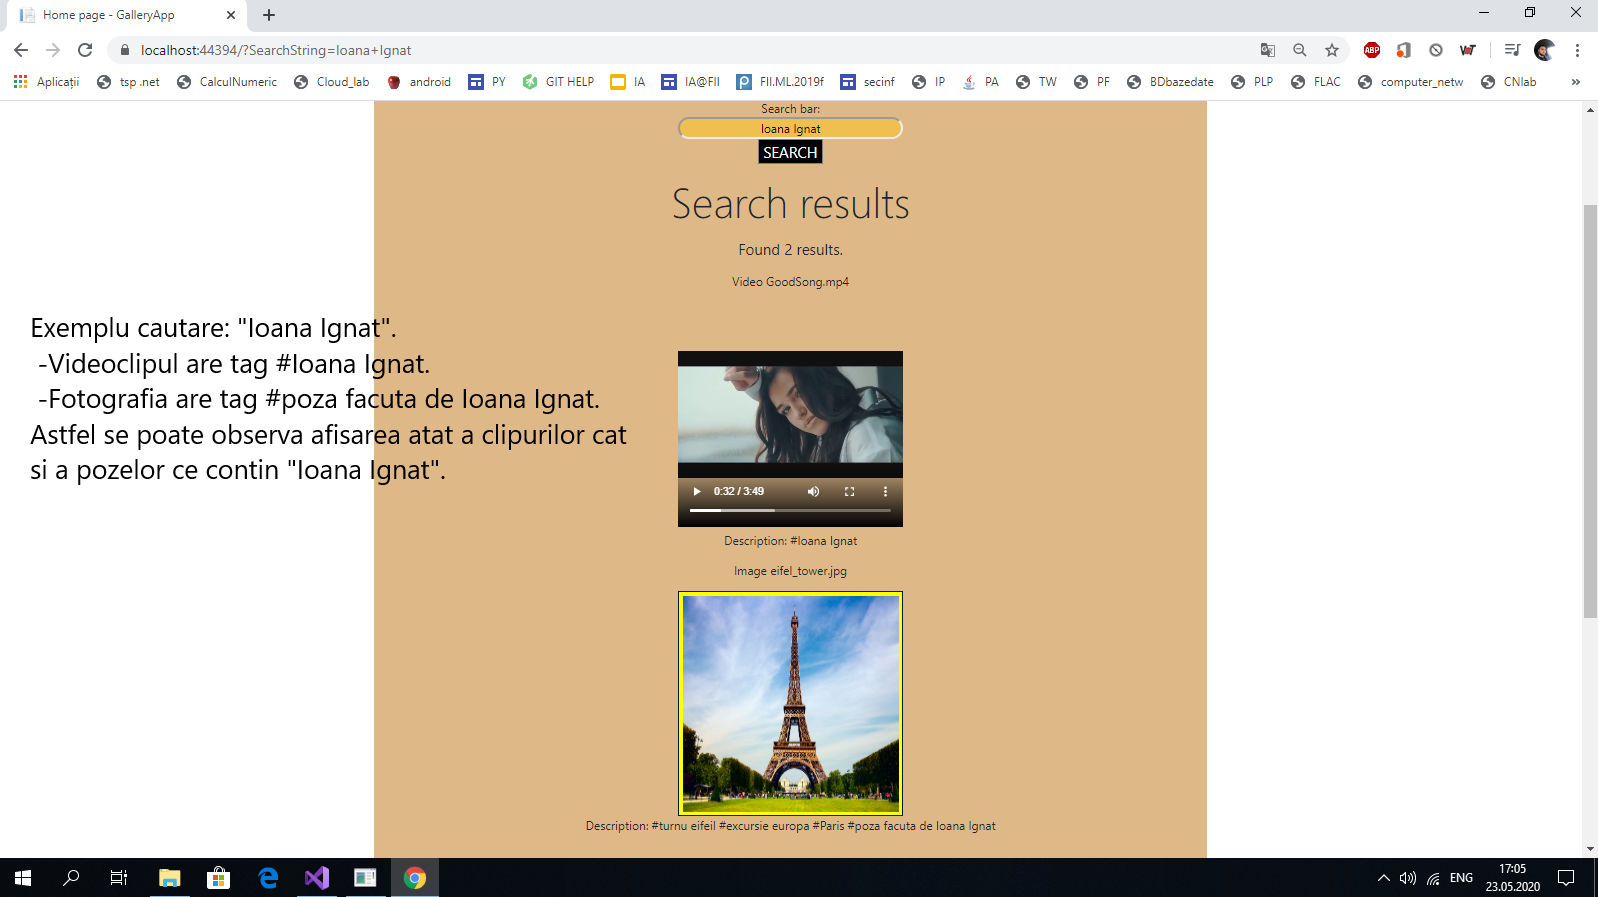 Home page - GalleryApp
localhost:44394/?SearchString=Ioana+Ignat
ABP
Aplicații tsp .net CalculNumeric Cloud_lab android PY GIT HELP IA IA@FII FII.ML.2019f secinf IP PA TW PF BDbazedate PLP FLAC computer_netw CNlab »
Search bar:
Ioana Ignat
SEARCH
Search results
Found 2 results.
Video GoodSong.mp4
Exemplu cautare: "Ioana Ignat".
-Videoclipul are tag #Ioana Ignat.
-Fotografia are tag #poza facuta de Ioana Ignat.
Astfel se poate observa afisarea atat a clipurilor cat
si a pozelor ce contin "Ioana Ignat".
0:32 / 3:49
Description: #Ioana Ignat
Image eifel_tower.jpg
Description: #turnu eifeil #excursie europa #Paris #poza facuta de Ioana Ignat
ENG
17:05
23.05.2020